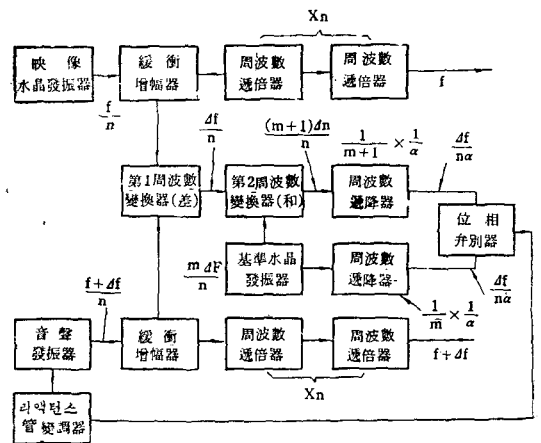 Xn
映像
水晶發振器
緩衝
增幅器
周波數
遞倍器
周波數
遞倍器
f
f/n
Δf/n
(m+1)Δn/n
1/(m+1) × 1/α
Δf/nα
第1周波數
變換器(差)
第2周波數
變換器(和)
周波數
遞降器
位相
弁別器
m ΔF/n
基準水晶
發振器
周波數
遞降器
Δf/nα
f+Δf/n
1/m × 1/α
音聲
發振器
緩衝
增幅器
周波數
遞倍器
周波數
遞倍器
f+Δf
Xn
리액턴스
管變調器